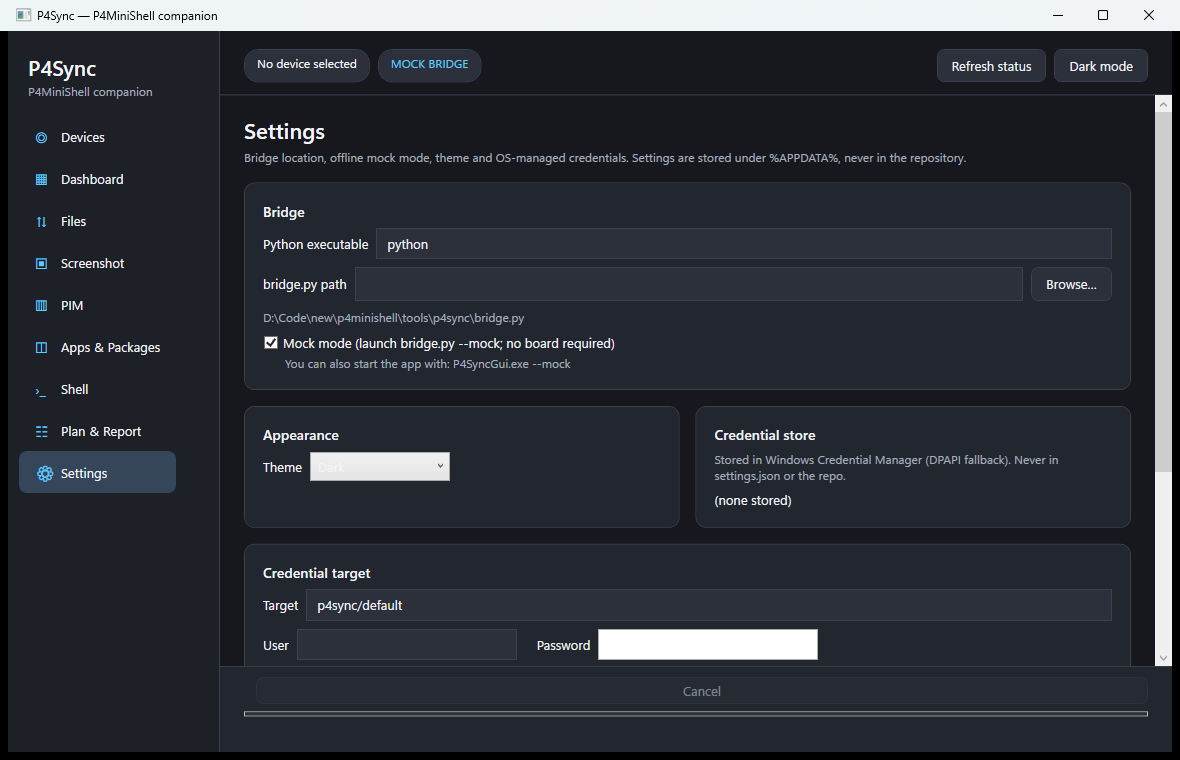 P4Sync — P4MiniShell companion
P4Sync
P4MiniShell companion
Devices
Dashboard
Files
Screenshot
PIM
Apps & Packages
Shell
Plan & Report
Settings
No device selected
MOCK BRIDGE
Refresh status
Dark mode
Settings
Bridge location, offline mock mode, theme and OS-managed credentials. Settings are stored under %APPDATA%, never in the repository.
Bridge
Python executable python
bridge.py path Browse...
D:\Code\new\p4minishell\tools\p4sync\bridge.py
Mock mode (launch bridge.py --mock; no board required)
You can also start the app with: P4SyncGui.exe --mock
Appearance
Theme Dark
Credential store
Stored in Windows Credential Manager (DPAPI fallback). Never in
settings.json or the repo.
(none stored)
Credential target
Target p4sync/default
User Password
Cancel